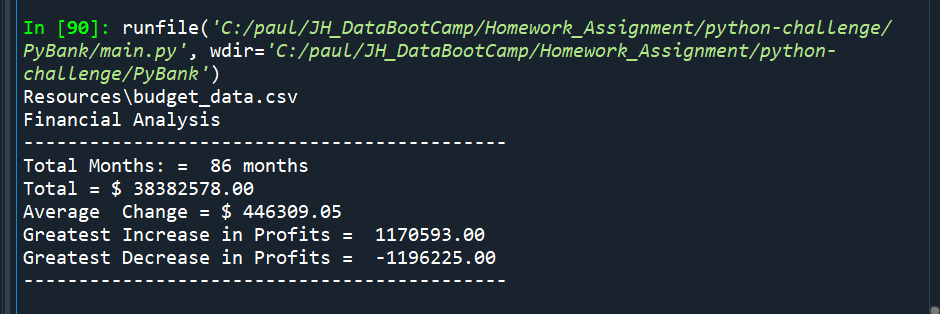 In [90]: runfile('C:/paul/JH_DataBootCamp/Homework_Assignment/python-challenge/
PyBank/main.py', wdir='C:/paul/JH_DataBootCamp/Homework_Assignment/python-
challenge/PyBank')
Resources\budget_data.csv
Financial Analysis
--------------------------------------------
Total Months: =  86 months
Total = $ 38382578.00
Average  Change = $ 446309.05
Greatest Increase in Profits =  1170593.00
Greatest Decrease in Profits =  -1196225.00
--------------------------------------------